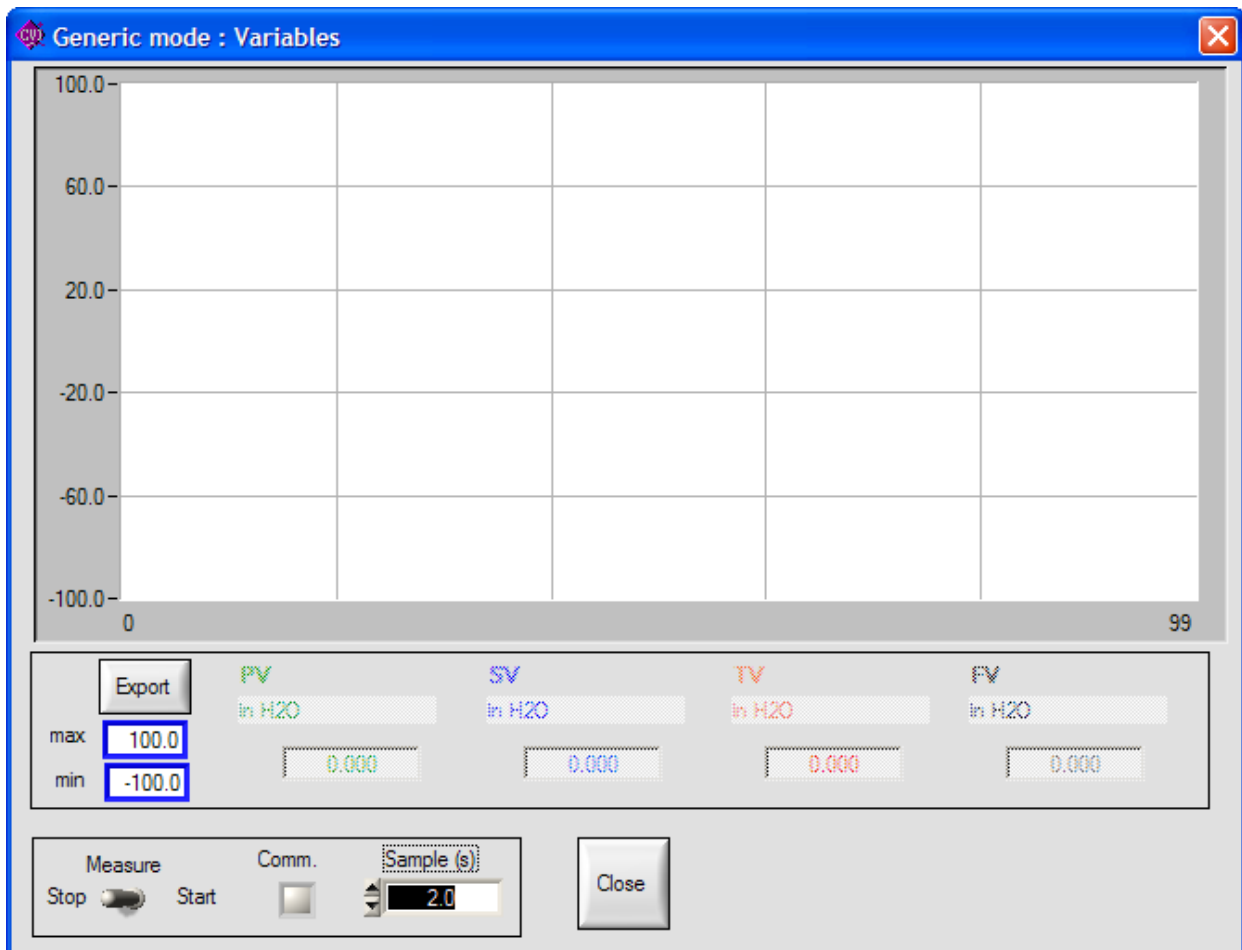 CVI Generic mode : Variables
100.0
60.0
20.0
-20.0
-60.0
-100.0
0 99
Export PV SV TV FV
in H2O in H2O in H2O in H2O
max 100.0 0.000 0.000 0.000 0.000
min -100.0
Measure Comm. Sample (s)
Stop Start 2.0
Close